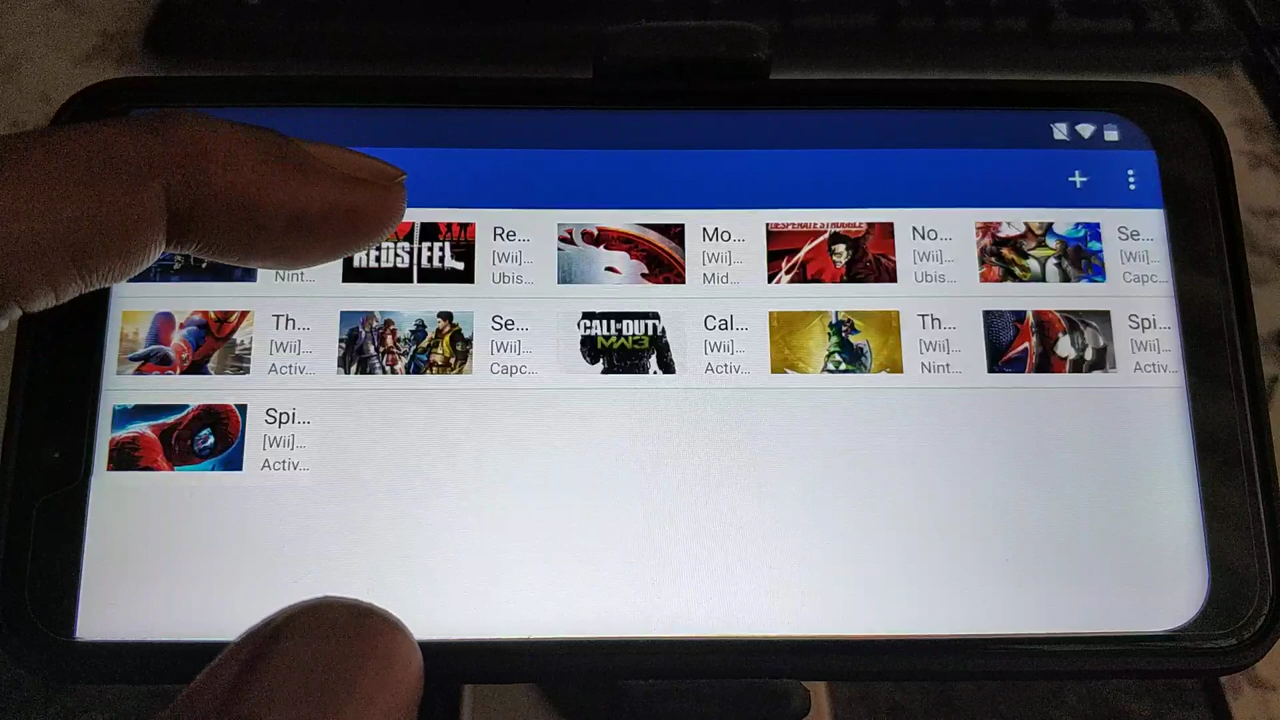 Nint...
REDSTEEL
Re...
[Wii]...
Ubis...
Mo...
[Wii]...
Mid...
DESPERATE STRUGGLE
No...
[Wii]...
Ubis...
Se...
[Wii]...
Capc...
Th...
[Wii]...
Activ...
Se...
[Wii]...
Capc...
CALL OF DUTY
MW3
Cal...
[Wii]...
Activ...
Th...
[Wii]...
Nint...
Spi...
[Wii]...
Activ...
Spi...
[Wii]...
Activ...